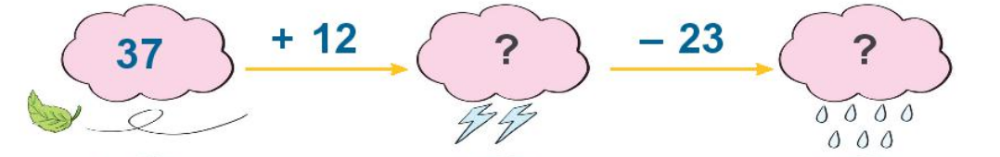 37 + 12 ? – 23 ?